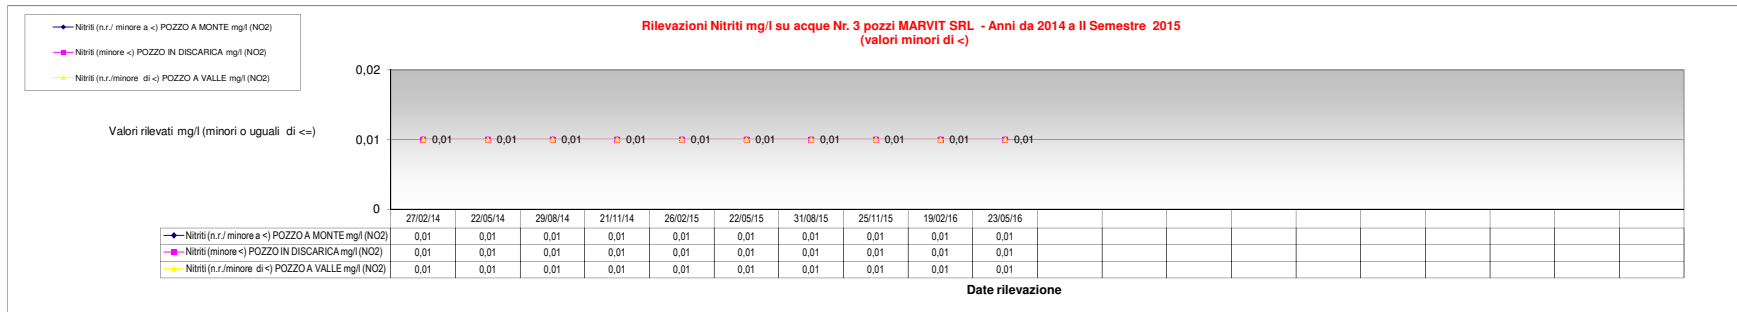 Nitriti (n.r./ minore a <) POZZO A MONTE mg/l (NO2)
Nitriti (minore <) POZZO IN DISCARICA mg/l (NO2)
Nitriti (n.r./minore  di <) POZZO A VALLE mg/l (NO2)
Rilevazioni Nitriti mg/l su acque Nr. 3 pozzi MARVIT SRL  - Anni da 2014 a II Semestre  2015
(valori minori di <)
Valori rilevati mg/l (minori o uguali  di <=)
0,02
0,01 0,01 0,01 0,01 0,01 0,01 0,01 0,01 0,01 0,01 0,01
0
27/02/14 22/05/14 29/08/14 21/11/14 26/02/15 22/05/15 31/08/15 25/11/15 19/02/16 23/05/16
Nitriti (n.r./ minore a <) POZZO A MONTE mg/l (NO2) 0,01 0,01 0,01 0,01 0,01 0,01 0,01 0,01 0,01 0,01
Nitriti (minore <) POZZO IN DISCARICA mg/l (NO2) 0,01 0,01 0,01 0,01 0,01 0,01 0,01 0,01 0,01 0,01
Nitriti (n.r./minore  di <) POZZO A VALLE mg/l (NO2) 0,01 0,01 0,01 0,01 0,01 0,01 0,01 0,01 0,01 0,01
Date rilevazione